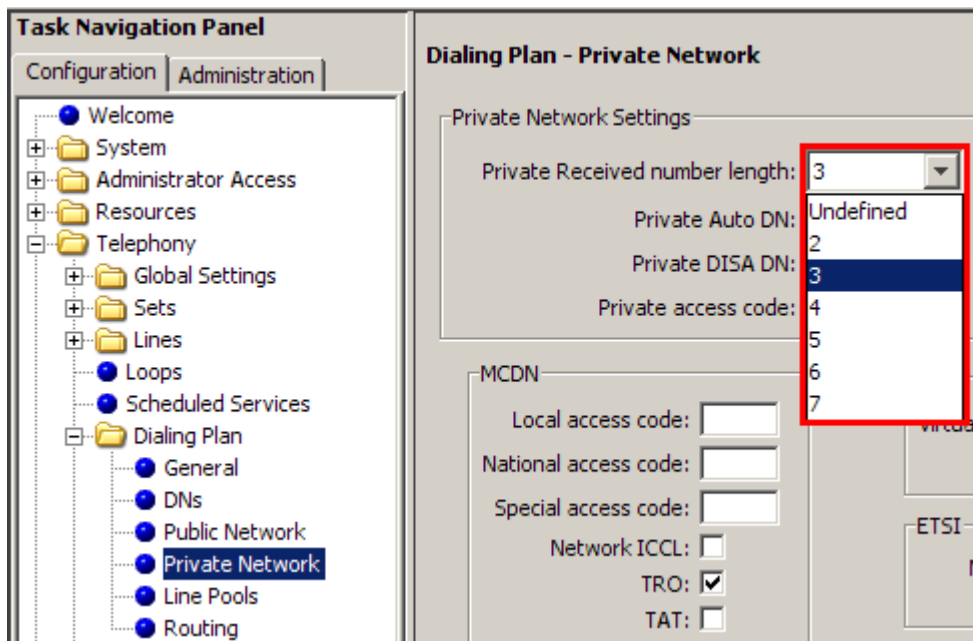 Task Navigation Panel
Configuration
Administration
Welcome
System
Administrator Access
Resources
Telephony
Global Settings
Sets
Lines
Loops
Scheduled Services
Dialing Plan
General
DNs
Public Network
Private Network
Line Pools
Routing
Dialing Plan - Private Network
Private Network Settings
Private Received number length: 3
Undefined
2
3
4
5
6
7
Private Auto DN:
Private DISA DN:
Private access code:
MCDN
Local access code:
National access code:
Special access code:
Network ICCL:
TRO:
TAT:
ETSI